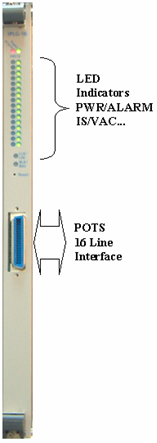 LED
Indicators
PWR/ALARM
IS/VAC...
POTS
16 Line
Interface